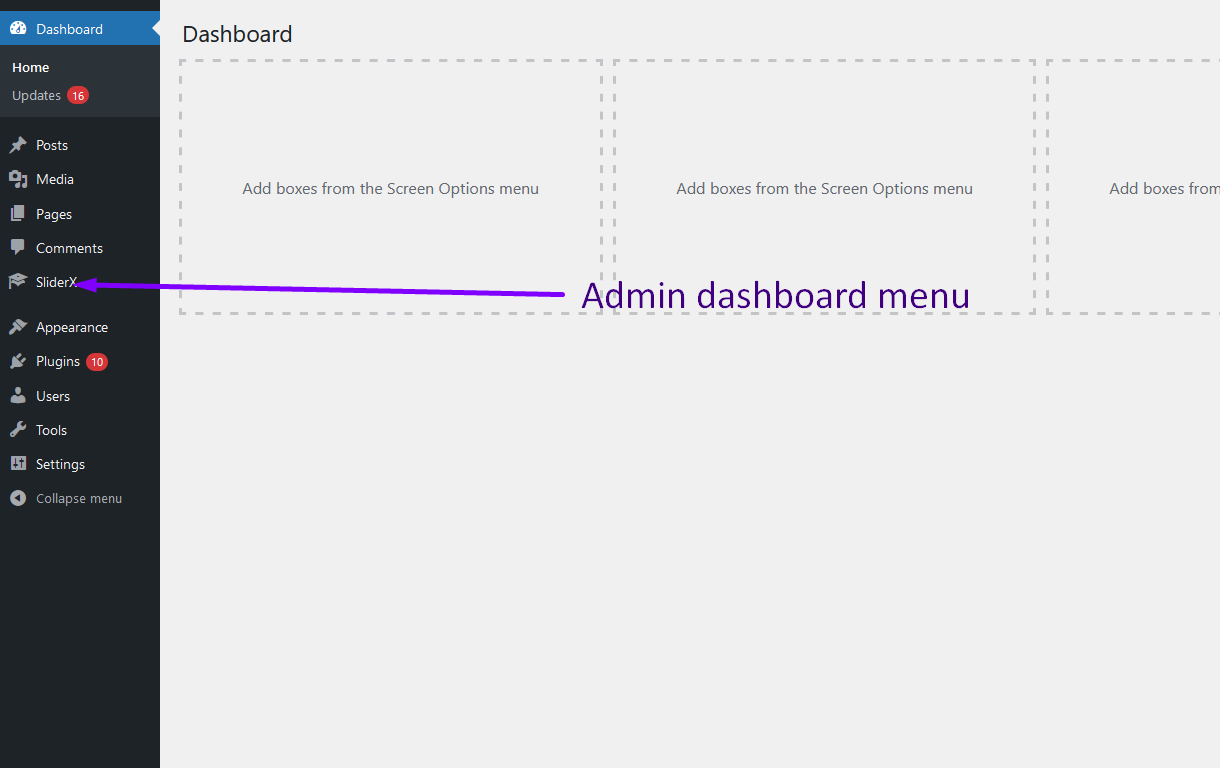 Dashboard
Home
Updates 16
Posts
Media
Pages
Comments
SliderX
Appearance
Plugins 10
Users
Tools
Settings
Collapse menu
Dashboard
Add boxes from the Screen Options menu
Add boxes from the Screen Options menu
Add boxes from
Admin dashboard menu